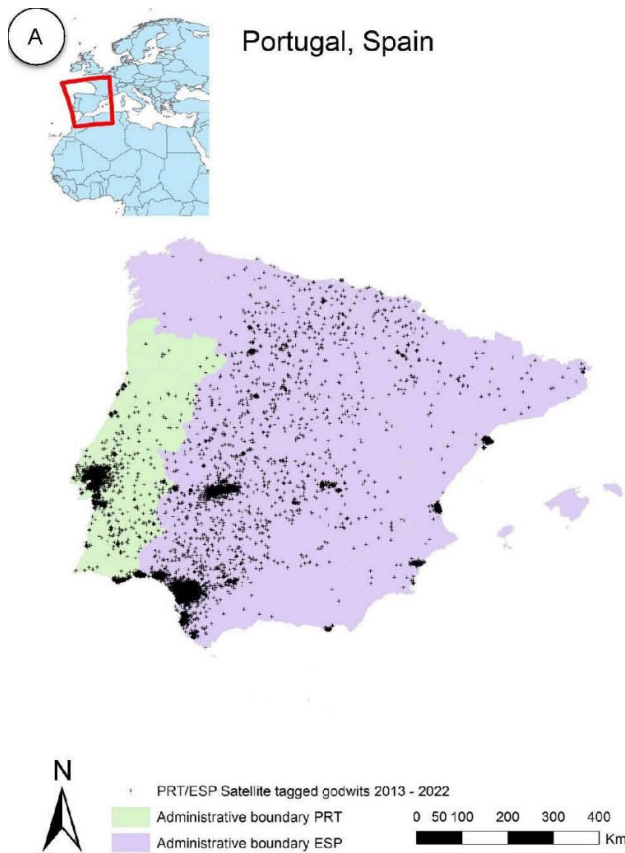 A
Portugal, Spain
N
PRT/ESP Satellite tagged godwits 2013 - 2022
Administrative boundary PRT
Administrative boundary ESP
0 50 100 200 300 400
Km